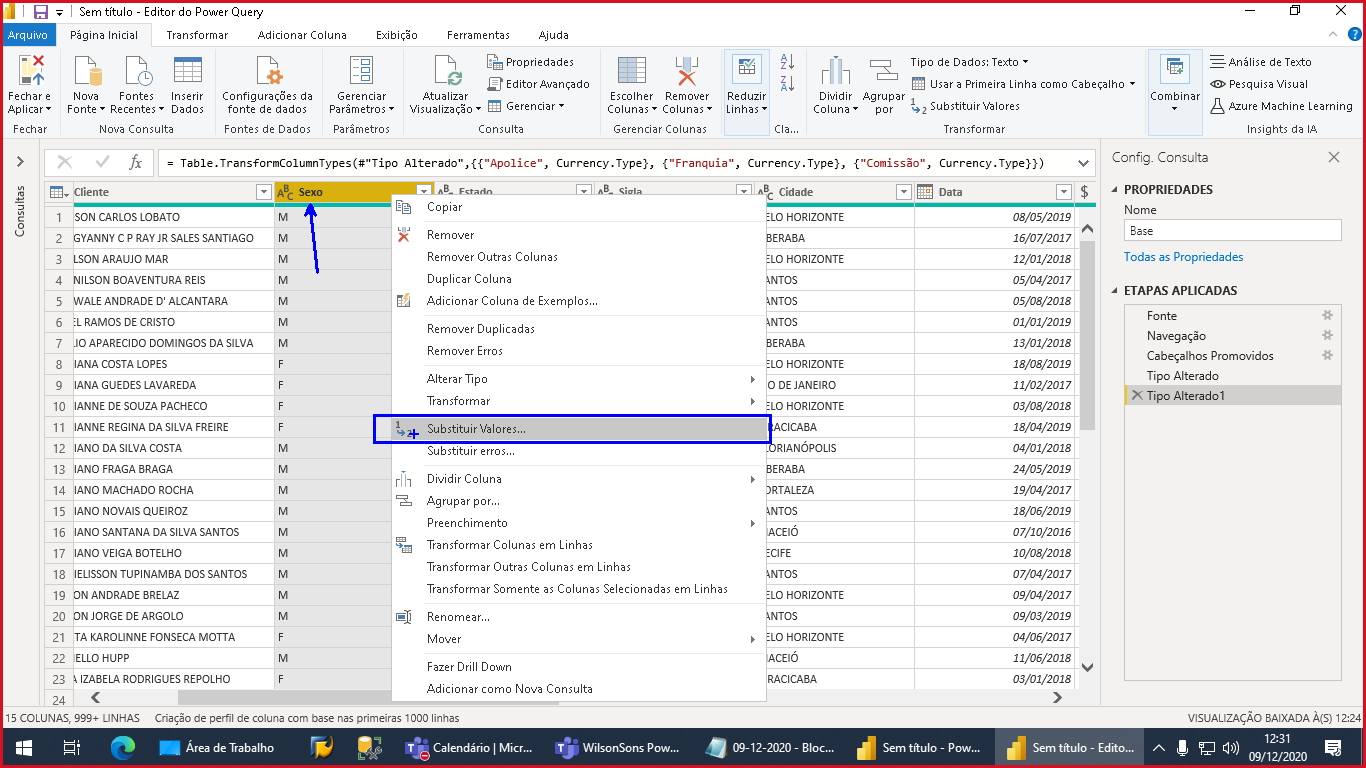 Sem título - Editor do Power Query
Arquivo Página Inicial Transformar Adicionar Coluna Exibição Ferramentas Ajuda
Fechar e Aplicar
Fechar
Nova Fonte
Fontes Recentes
Inserir Dados
Nova Consulta
Configurações da fonte de dados
Fontes de Dados
Gerenciar Parâmetros
Parâmetros
Atualizar Visualização
Propriedades
Editor Avançado
Gerenciar
Consulta
Escolher Colunas
Remover Colunas
Gerenciar Colunas
Reduzir Linhas
Cla...
Dividir Coluna
Agrupar por
Tipo de Dados: Texto
Usar a Primeira Linha como Cabeçalho
Substituir Valores
Transformar
Combinar
Análise de Texto
Pesquisa Visual
Azure Machine Learning
Insights da IA
Consultas
fx
= Table.TransformColumnTypes(#"Tipo Alterado",{{"Apolice", Currency.Type}, {"Franquia", Currency.Type}, {"Comissão", Currency.Type}})
Cliente Sexo Estado Sigla Cidade Data $
1 SON CARLOS LOBATO M ELO HORIZONTE 08/05/2019
2 GYANNY C P RAY JR SALES SANTIAGO M BERABA 16/07/2017
3 LSON ARAUJO MAR M ELO HORIZONTE 12/01/2018
4 NILSON BOAVENTURA REIS M ANTOS 05/04/2017
5 WALE ANDRADE D' ALCANTARA M ANTOS 05/08/2018
6 EL RAMOS DE CRISTO M ANTOS 01/01/2019
7 LIO APARECIDO DOMINGOS DA SILVA M BERABA 13/01/2018
8 IANA COSTA LOPES F ELO HORIZONTE 18/08/2019
9 IANA GUEDES LAVAREDA F O DE JANEIRO 11/02/2017
10 IANNE DE SOUZA PACHECO F ELO HORIZONTE 03/08/2018
11 IANNE REGINA DA SILVA FREIRE F RACICABA 18/04/2019
12 IANO DA SILVA COSTA M LORIANÓPOLIS 04/01/2018
13 IANO FRAGA BRAGA M BERABA 24/05/2019
14 IANO MACHADO ROCHA M ORTALEZA 19/04/2017
15 IANO NOVAIS QUEIROZ M ANTOS 18/06/2019
16 IANO SANTANA DA SILVA SANTOS M ACEIÓ 07/10/2016
17 IANO VEIGA BOTELHO M ECIFE 10/08/2018
18 MELISSON TUPINAMBA DOS SANTOS M ANTOS 07/04/2017
19 ON ANDRADE BRELAZ M ELO HORIZONTE 09/04/2017
20 ON JORGE DE ARGOLO M ANTOS 09/03/2019
21 TA KAROLINNE FONSECA MOTTA F ELO HORIZONTE 04/06/2017
22 ELLO HUPP M ACEIÓ 11/06/2018
23 A IZABELA RODRIGUES REPOLHO F RACICABA 03/01/2018
24
Copiar
Remover
Remover Outras Colunas
Duplicar Coluna
Adicionar Coluna de Exemplos...
Remover Duplicadas
Remover Erros
Alterar Tipo
Transformar
Substituir Valores...
Substituir erros...
Dividir Coluna
Agrupar por...
Preenchimento
Transformar Colunas em Linhas
Transformar Outras Colunas em Linhas
Transformar Somente as Colunas Selecionadas em Linhas
Renomear...
Mover
Fazer Drill Down
Adicionar como Nova Consulta
Config. Consulta
PROPRIEDADES
Nome
Base
Todas as Propriedades
ETAPAS APLICADAS
Fonte
Navegação
Cabeçalhos Promovidos
Tipo Alterado
Tipo Alterado1
15 COLUNAS, 999+ LINHAS Criação de perfil de coluna com base nas primeiras 1000 linhas VISUALIZAÇÃO BAIXADA À(S) 12:24
Área de Trabalho Calendário | Micr... WilsonSons Pow... 09-12-2020 - Bloc... Sem título - Pow... Sem título - Edito...
12:31
09/12/2020